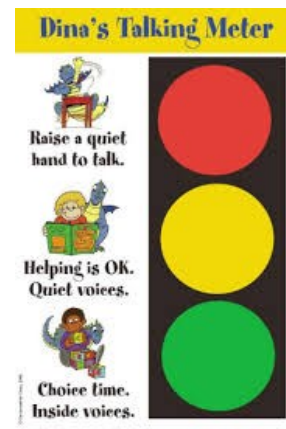 Dina's Talking Meter
Raise a quiet
hand to talk.
Helping is OK.
Quiet voices.
Choice time.
Inside voices.